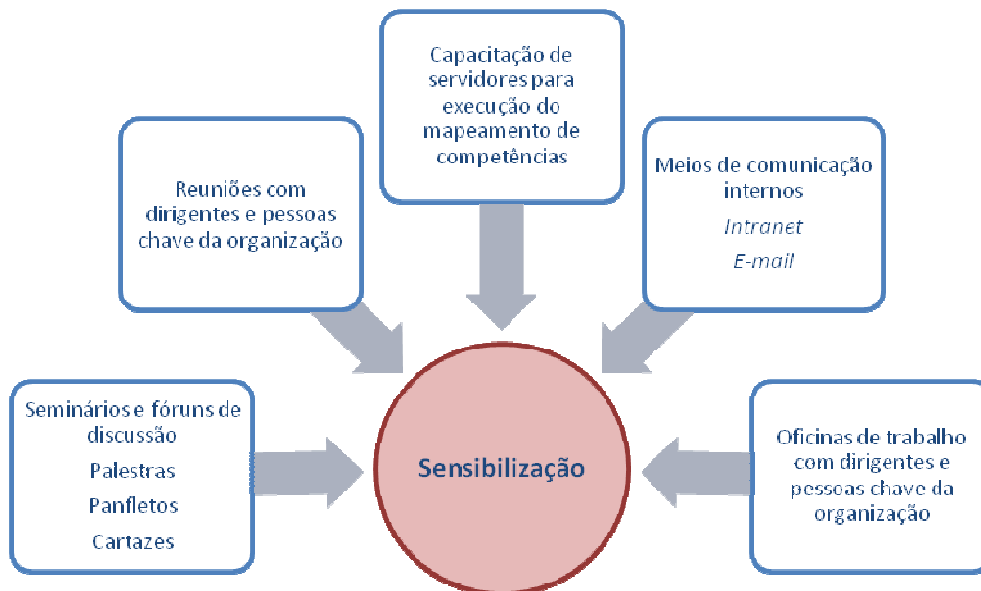 Capacitação de
servidores para
execução do
mapeamento de
competências
Reuniões com
dirigentes e pessoas
chave da organização
Meios de comunicação
internos
Intranet
E-mail
Seminários e fóruns de
discussão
Palestras
Panfletos
Cartazes
Sensibilização
Oficinas de trabalho
com dirigentes e
pessoas chave da
organização